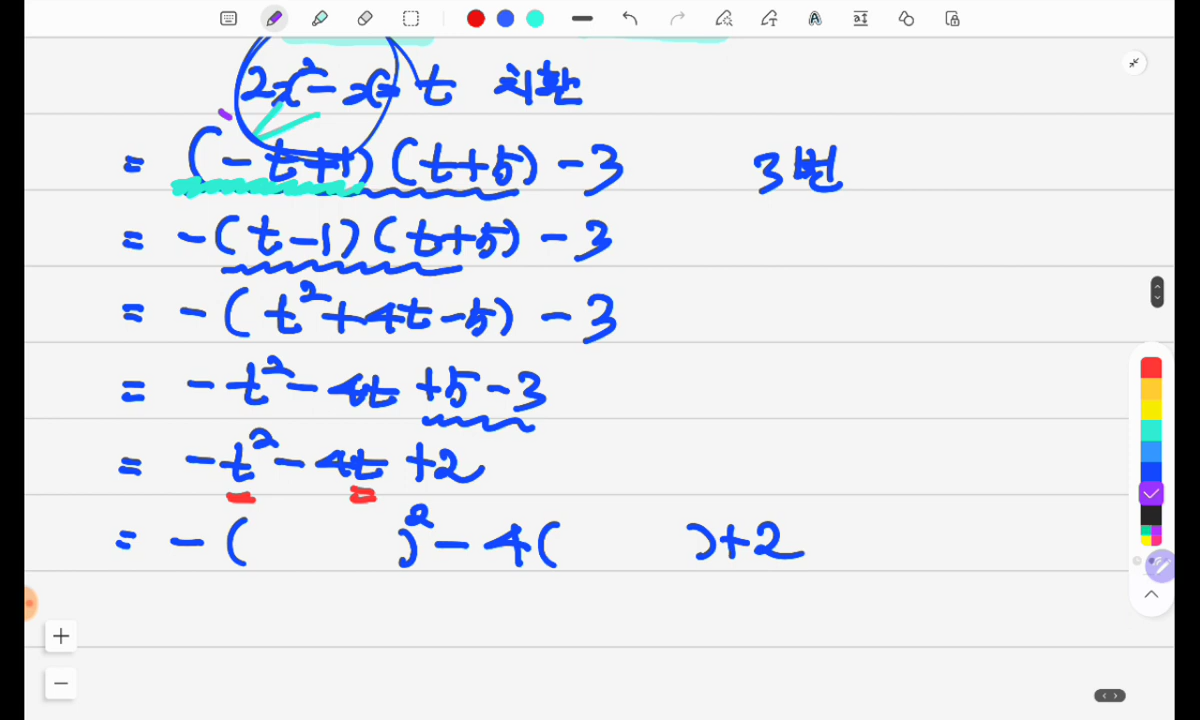 2x² - x = t 치환
= (-t+1)(t+5) - 3 3번
= -(t-1)(t+5) - 3
= -(t²+4t-5) - 3
= -t² - 4t + 5 - 3
= -t² - 4t + 2
= -( )² - 4( ) + 2